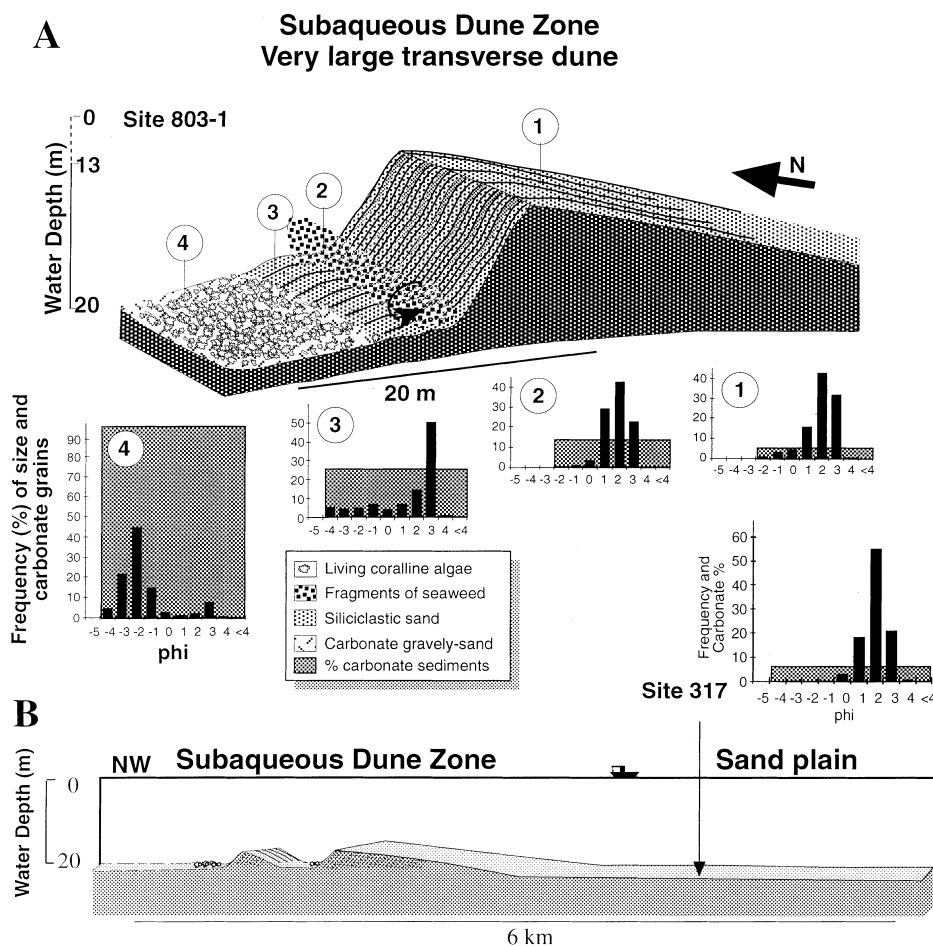 A
Subaqueous Dune Zone
Very large transverse dune
0
Site 803-1
13
20
Water Depth (m)
1
2
3
4
N
20 m
Frequency (%) of size and
carbonate grains
4
90
80
70
60
50
40
30
20
10
0
-5 -4 -3 -2 -1 0 1 2 3 4 <4
phi
3
50
40
30
20
10
0
-5 -4 -3 -2 -1 0 1 2 3 4 <4
2
40
30
20
10
0
-5 -4 -3 -2 -1 0 1 2 3 4 <4
1
40
30
20
10
0
-5 -4 -3 -2 -1 0 1 2 3 4 <4
Living coralline algae
Fragments of seaweed
Siliciclastic sand
Carbonate gravely-sand
% carbonate sediments
Frequency and
Carbonate %
60
50
40
30
20
10
0
-5 -4 -3 -2 -1 0 1 2 3 4 <4
phi
Site 317
B
NW
Subaqueous Dune Zone
Sand plain
Water Depth (m)
0
20
6 km